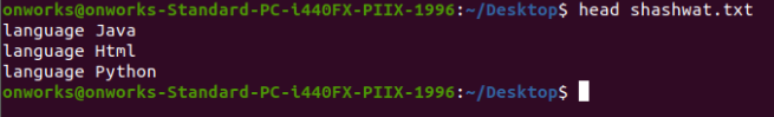 onworks@onworks-Standard-PC-i440FX-PIIX-1996:~/Desktop$ head shashwat.txt
language Java
language Html
language Python
onworks@onworks-Standard-PC-i440FX-PIIX-1996:~/Desktop$